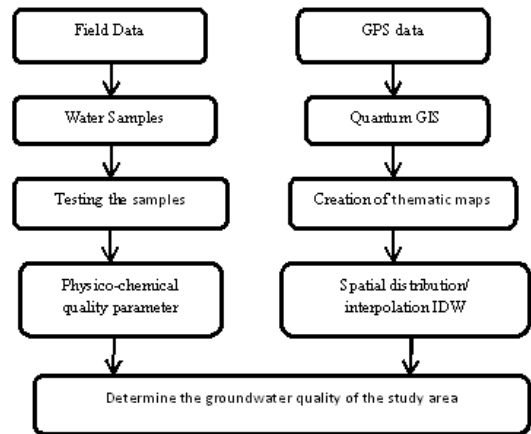 Field Data
GPS data
Water Samples
Quantum GIS
Testing the samples
Creation of thematic maps
Physico-chemical
quality parameter
Spatial distribution/
interpolation IDW
Determine the groundwater quality of the study area